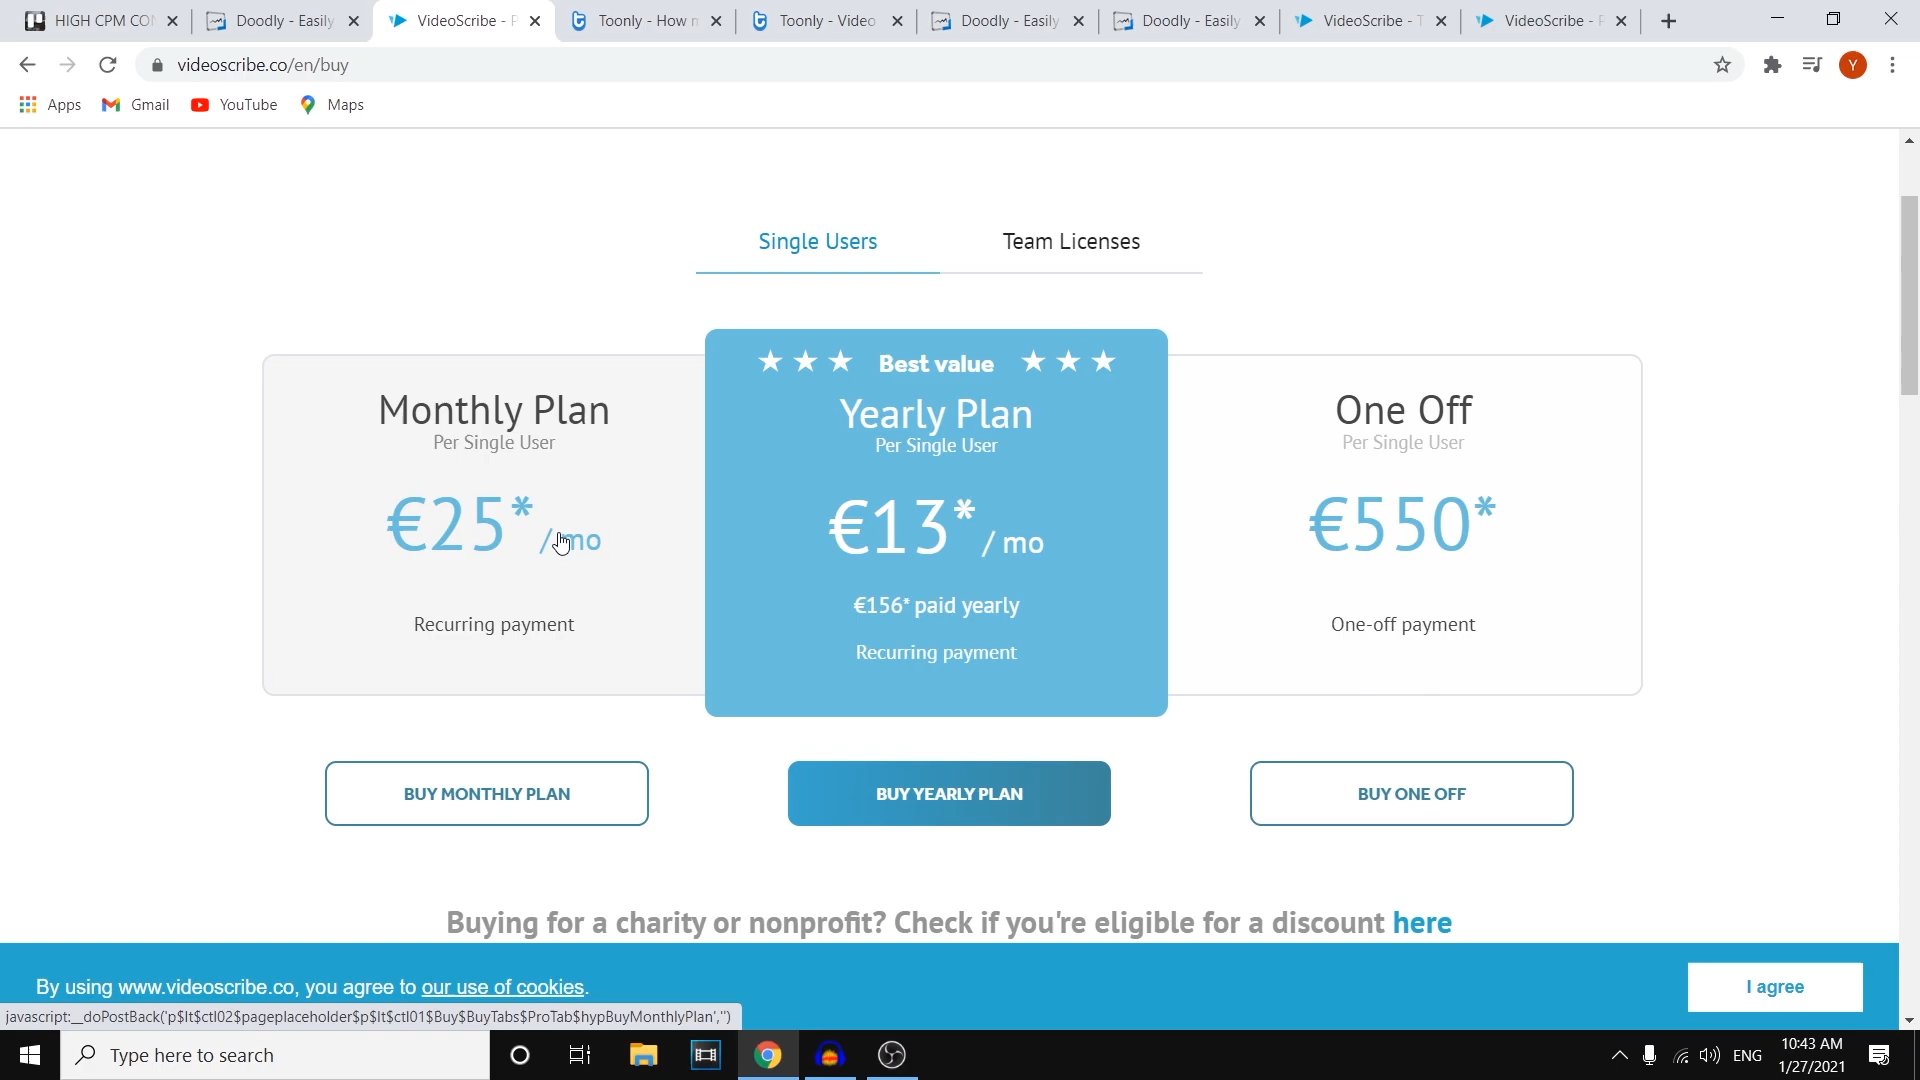 HIGH CPM CON
Doodly - Easily
VideoScribe - P
Toonly - How m
Toonly - Video
Doodly - Easily
Doodly - Easily
VideoScribe - T
VideoScribe - P
videoscribe.co/en/buy
Y
Apps
Gmail
YouTube
Maps
Single Users
Team Licenses
Monthly Plan
Per Single User
€25* / mo
Recurring payment
★ ★ ★ Best value ★ ★ ★
Yearly Plan
Per Single User
€13* / mo
€156* paid yearly
Recurring payment
One Off
Per Single User
€550*
One-off payment
BUY MONTHLY PLAN
BUY YEARLY PLAN
BUY ONE OFF
Buying for a charity or nonprofit? Check if you're eligible for a discount here
By using www.videoscribe.co, you agree to our use of cookies.
I agree
javascript:__doPostBack('p$lt$ctl02$pageplaceholder$p$lt$ctl01$Buy$BuyTabs$ProTab$hypBuyMonthlyPlan','')
Type here to search
ENG
10:43 AM
1/27/2021